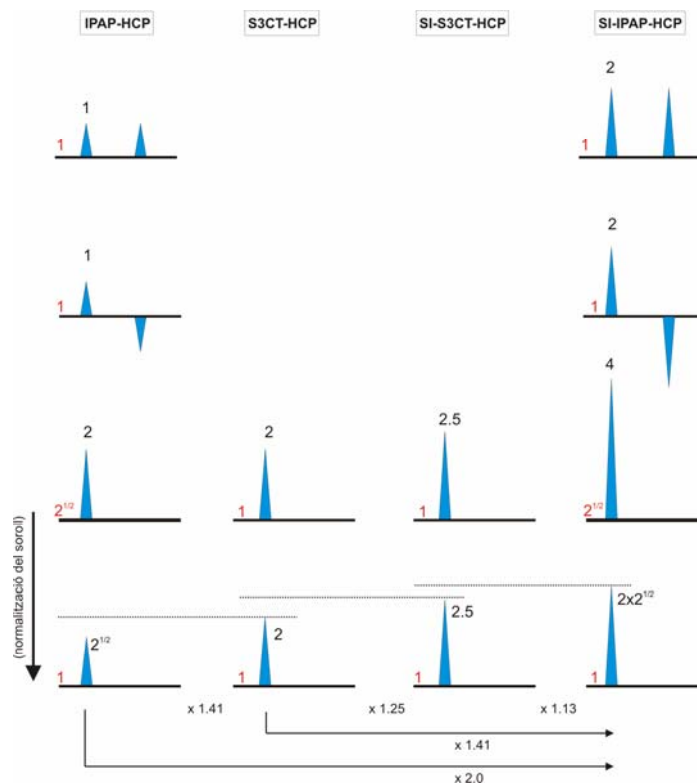 IPAP-HCP S3CT-HCP SI-S3CT-HCP SI-IPAP-HCP
1 2
1 1
1 2
1 1
2 2 2.5 4
2^1/2 1 1 2^1/2
(normalització del soroll)
2^1/2 2 2.5 2x2^1/2
1 1 1 1
x 1.41 x 1.25 x 1.13
x 1.41
x 2.0